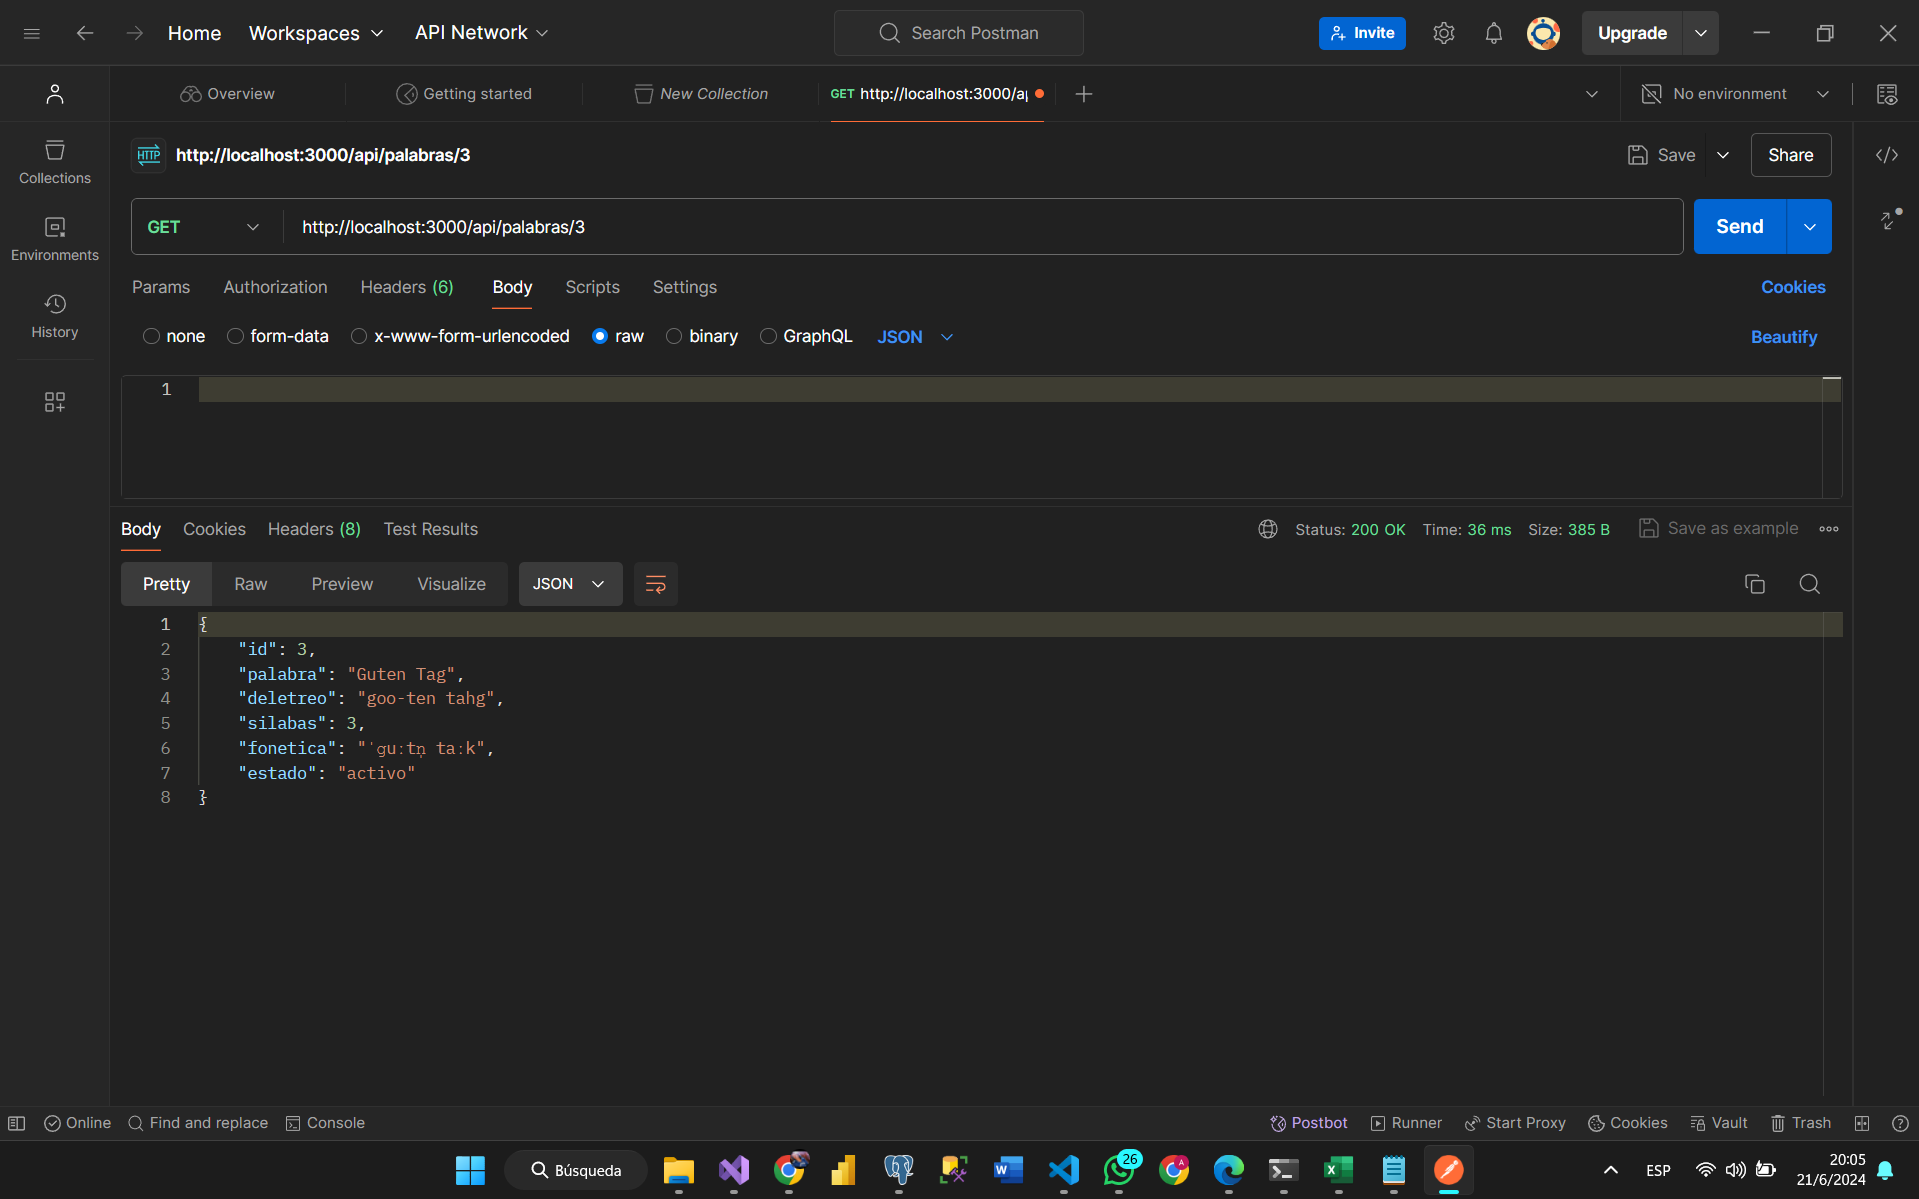 Home Workspaces API Network Search Postman Invite Upgrade
Overview Getting started New Collection GET http://localhost:3000/a No environment
HTTP http://localhost:3000/api/palabras/3 Save Share
Collections
GET http://localhost:3000/api/palabras/3 Send
Environments
Params Authorization Headers (6) Body Scripts Settings Cookies
History
none form-data x-www-form-urlencoded raw binary GraphQL JSON Beautify
1
Body Cookies Headers (8) Test Results Status: 200 OK Time: 36 ms Size: 385 B Save as example
Pretty Raw Preview Visualize JSON
1 {
2 "id": 3,
3 "palabra": "Guten Tag",
4 "deletreo": "goo-ten tahg",
5 "silabas": 3,
6 "fonetica": "ˈɡuːtn̩ taːk",
7 "estado": "activo"
8 }
Online Find and replace Console Postbot Runner Start Proxy Cookies Vault Trash
Búsqueda 26 ESP 20:05
21/6/2024